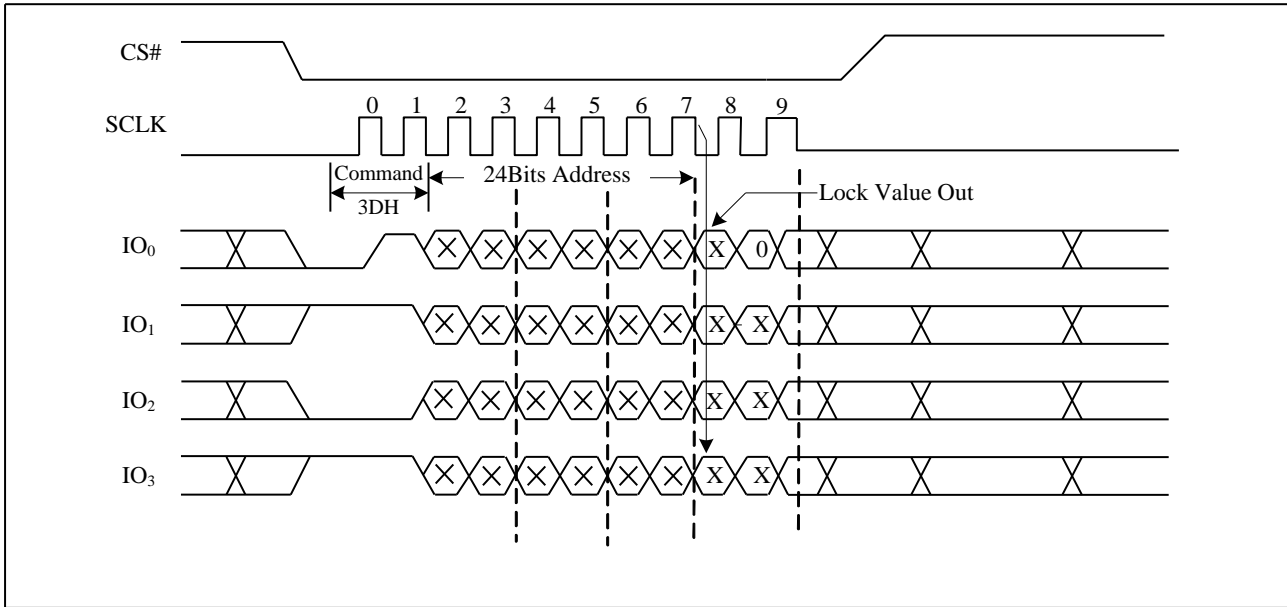 CS#
0 1 2 3 4 5 6 7 8 9
SCLK
Command
24Bits Address
3DH
Lock Value Out
IO₀
X
0
IO₁
X
X
IO₂
X
X
IO₃
X
X